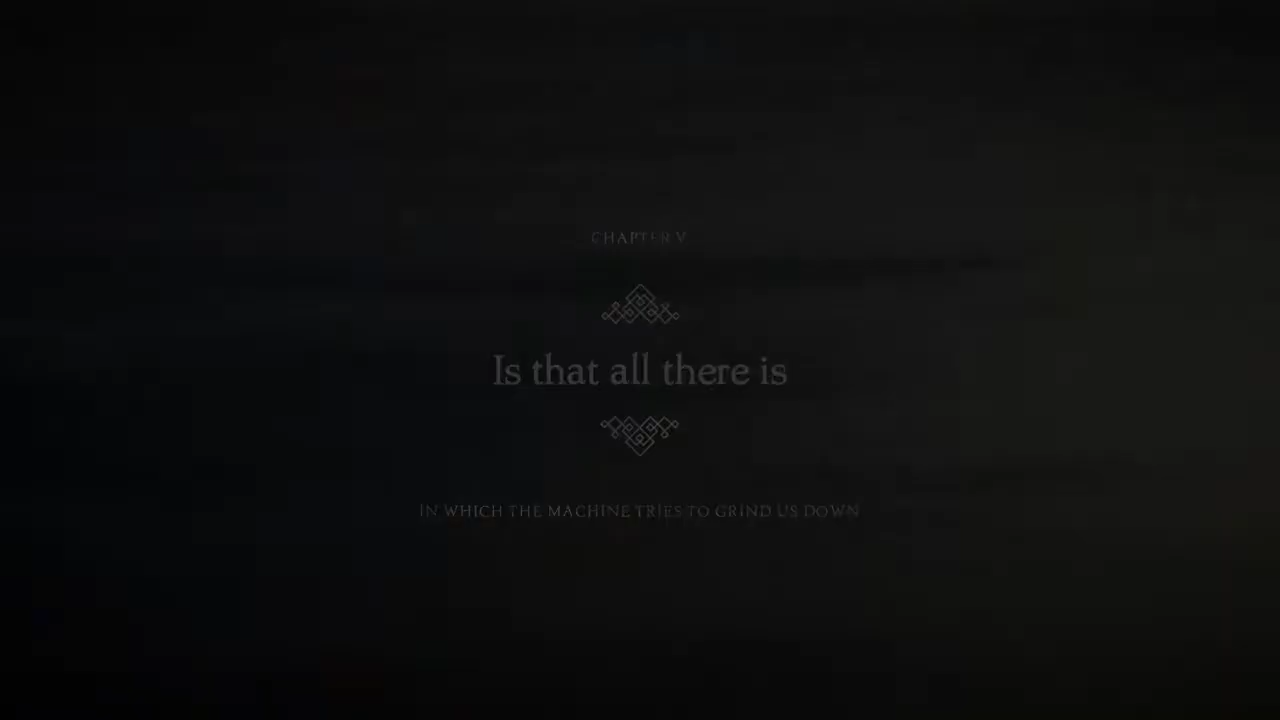 CHAPTER V
Is that all there is
IN WHICH THE MACHINE TRIES TO GRIND US DOWN